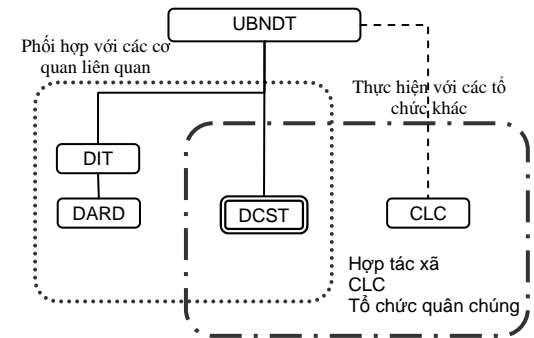 UBNDT
Phối hợp với các cơ
quan liên quan
Thực hiện với các tổ
chức khác
DIT
DARD
DCST
CLC
Hợp tác xã
CLC
Tổ chức quân chúng